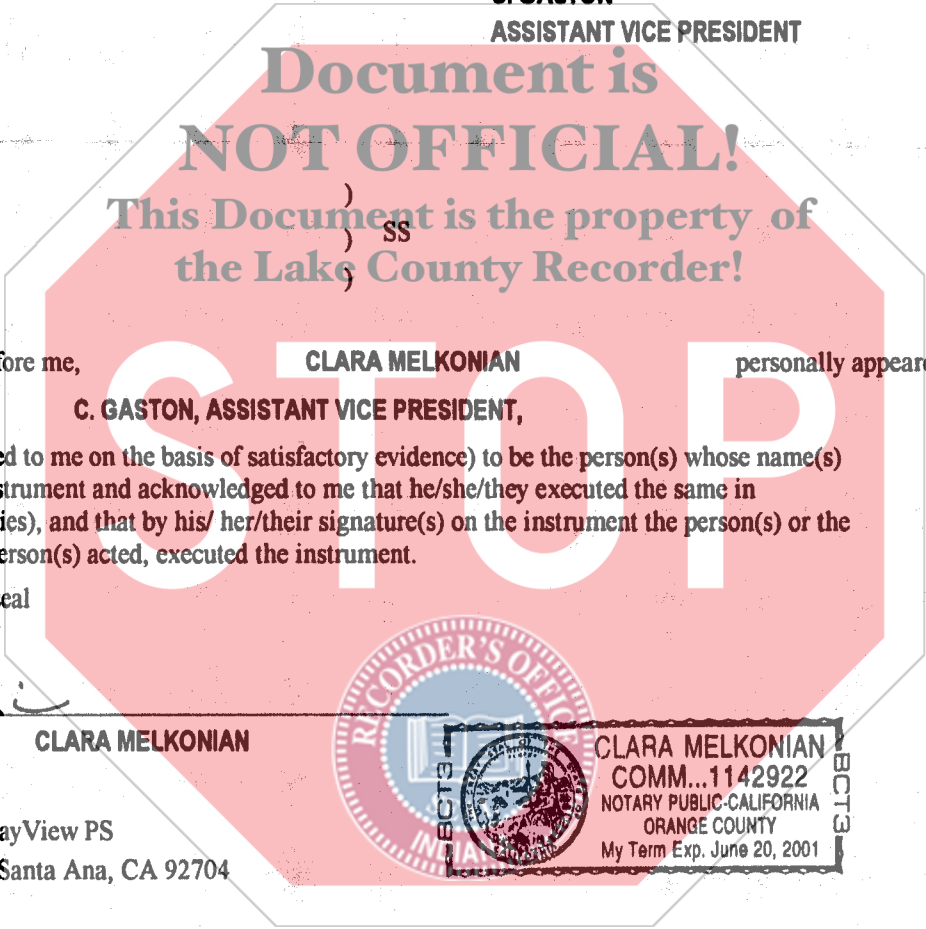 ASSISTANT VICE PRESIDENT
Document is
NOT OFFICIAL!
)
This Document is the property of
) SS
the Lake County Recorder!
)
ore me, CLARA MELKONIAN personally appeare
C. GASTON, ASSISTANT VICE PRESIDENT,
ed to me on the basis of satisfactory evidence) to be the person(s) whose name(s)
strument and acknowledged to me that he/she/they executed the same in
ies), and that by his/ her/their signature(s) on the instrument the person(s) or the
erson(s) acted, executed the instrument.
eal
STOP
RECORDER'S OFFICE
CLARA MELKONIAN
ayView PS
Santa Ana, CA 92704
BCT3
CLARA MELKONIAN
COMM...1142922
NOTARY PUBLIC-CALIFORNIA
ORANGE COUNTY
My Term Exp. June 20, 2001
BCT3